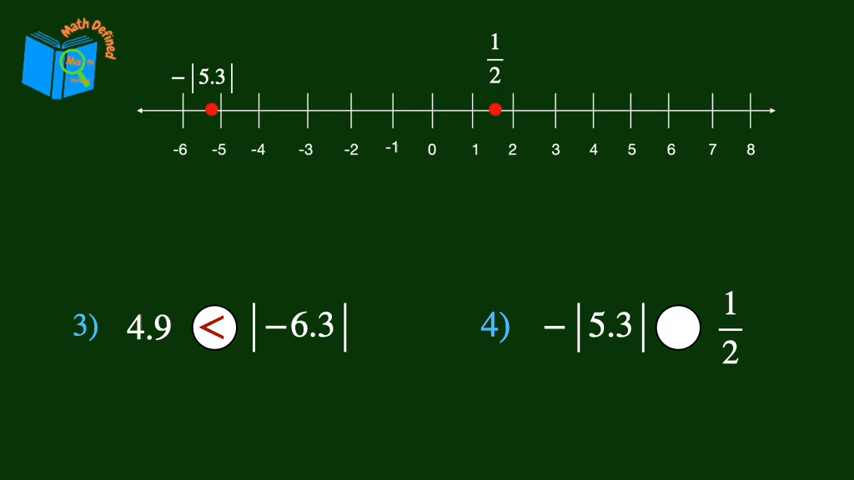 Math Defined
1/2
−|5.3|
-6 -5 -4 -3 -2 -1 0 1 2 3 4 5 6 7 8
3) 4.9 < |−6.3|
4) −|5.3| 1/2